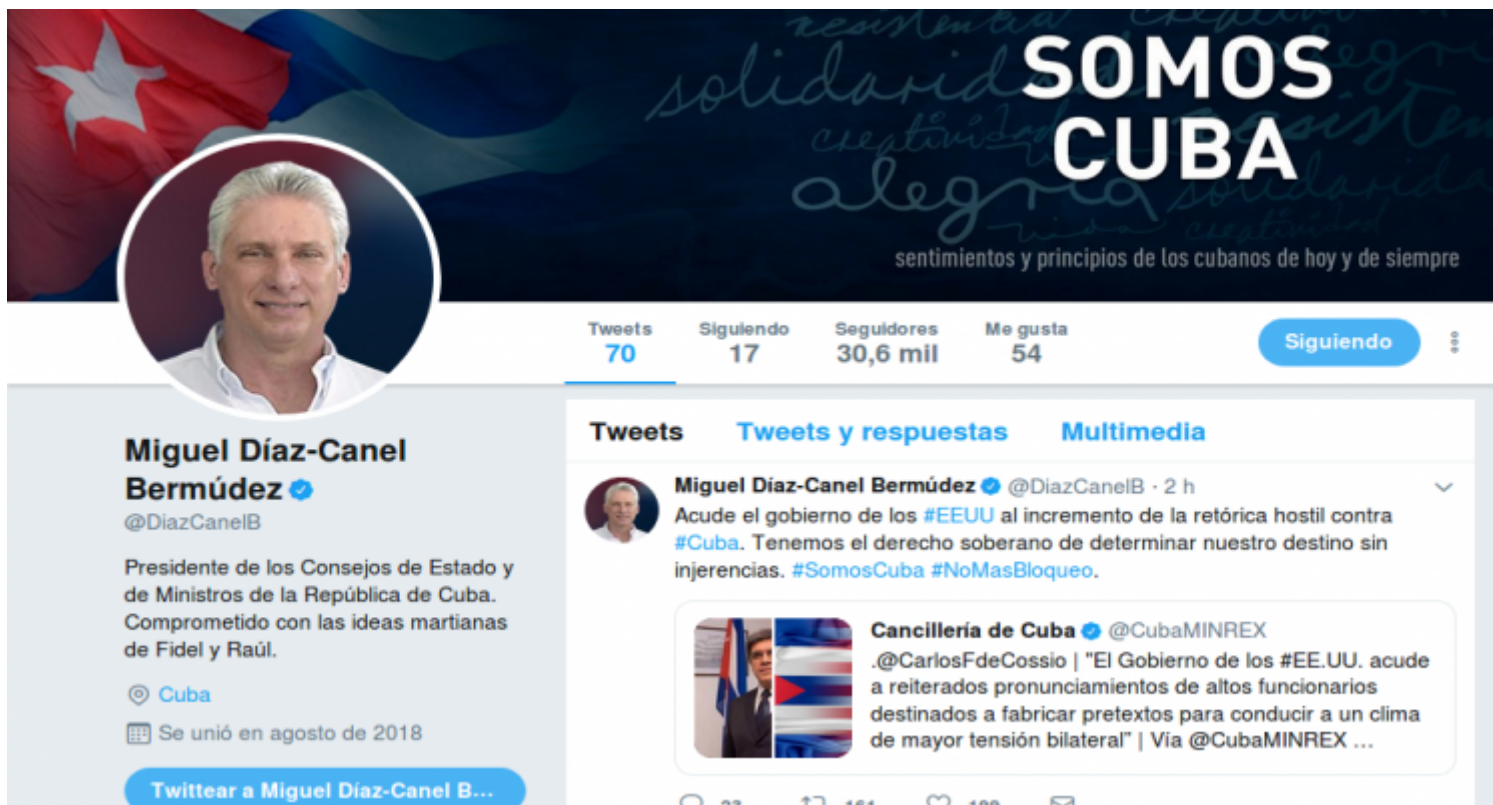 SOMOS
CUBA
resistencia
solidaridad
alegría
creatividad
vida
solidaridad
creatividad
sentimientos y principios de los cubanos de hoy y de siempre
Tweets
70
Siguiendo
17
Seguidores
30,6 mil
Me gusta
54
Siguiendo
Miguel Díaz-Canel
Bermúdez
@DiazCanelB
Presidente de los Consejos de Estado y
de Ministros de la República de Cuba.
Comprometido con las ideas martianas
de Fidel y Raúl.
Cuba
Se unió en agosto de 2018
Twittear a Miguel Díaz-Canel B...
Tweets Tweets y respuestas Multimedia
Miguel Díaz-Canel Bermúdez @DiazCanelB · 2 h
Acude el gobierno de los #EEUU al incremento de la retórica hostil contra
#Cuba. Tenemos el derecho soberano de determinar nuestro destino sin
injerencias. #SomosCuba #NoMasBloqueo.
Cancillería de Cuba @CubaMINREX
.@CarlosFdeCossio | "El Gobierno de los #EE.UU. acude
a reiterados pronunciamientos de altos funcionarios
destinados a fabricar pretextos para conducir a un clima
de mayor tensión bilateral" | Vía @CubaMINREX ...